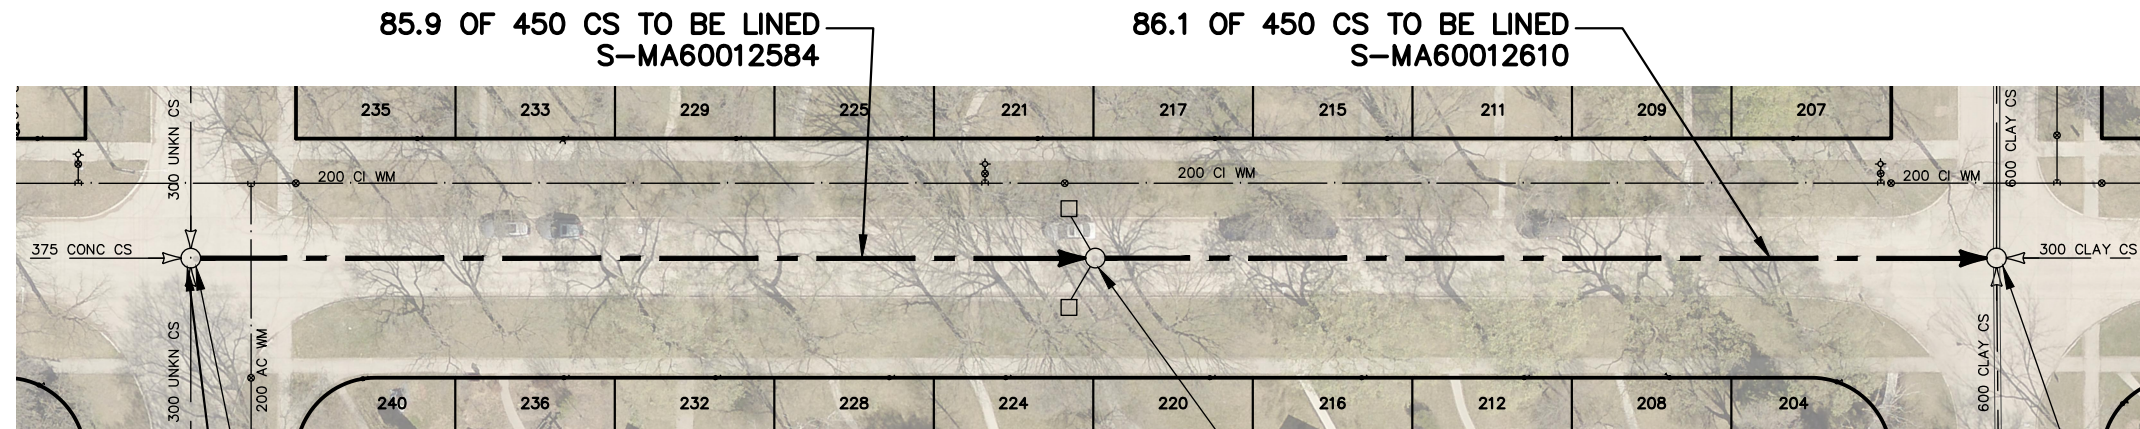 85.9 OF 450 CS TO BE LINED
S-MA60012584
86.1 OF 450 CS TO BE LINED
S-MA60012610
235
233
229
225
221
217
215
211
209
207
300 UNKN CS
600 CLAY CS
200 CI WM
200 CI WM
200 CI WM
375 CONC CS
300 CLAY CS
300 UNKN CS
200 AC WM
600 CLAY CS
240
236
232
228
224
220
216
212
208
204